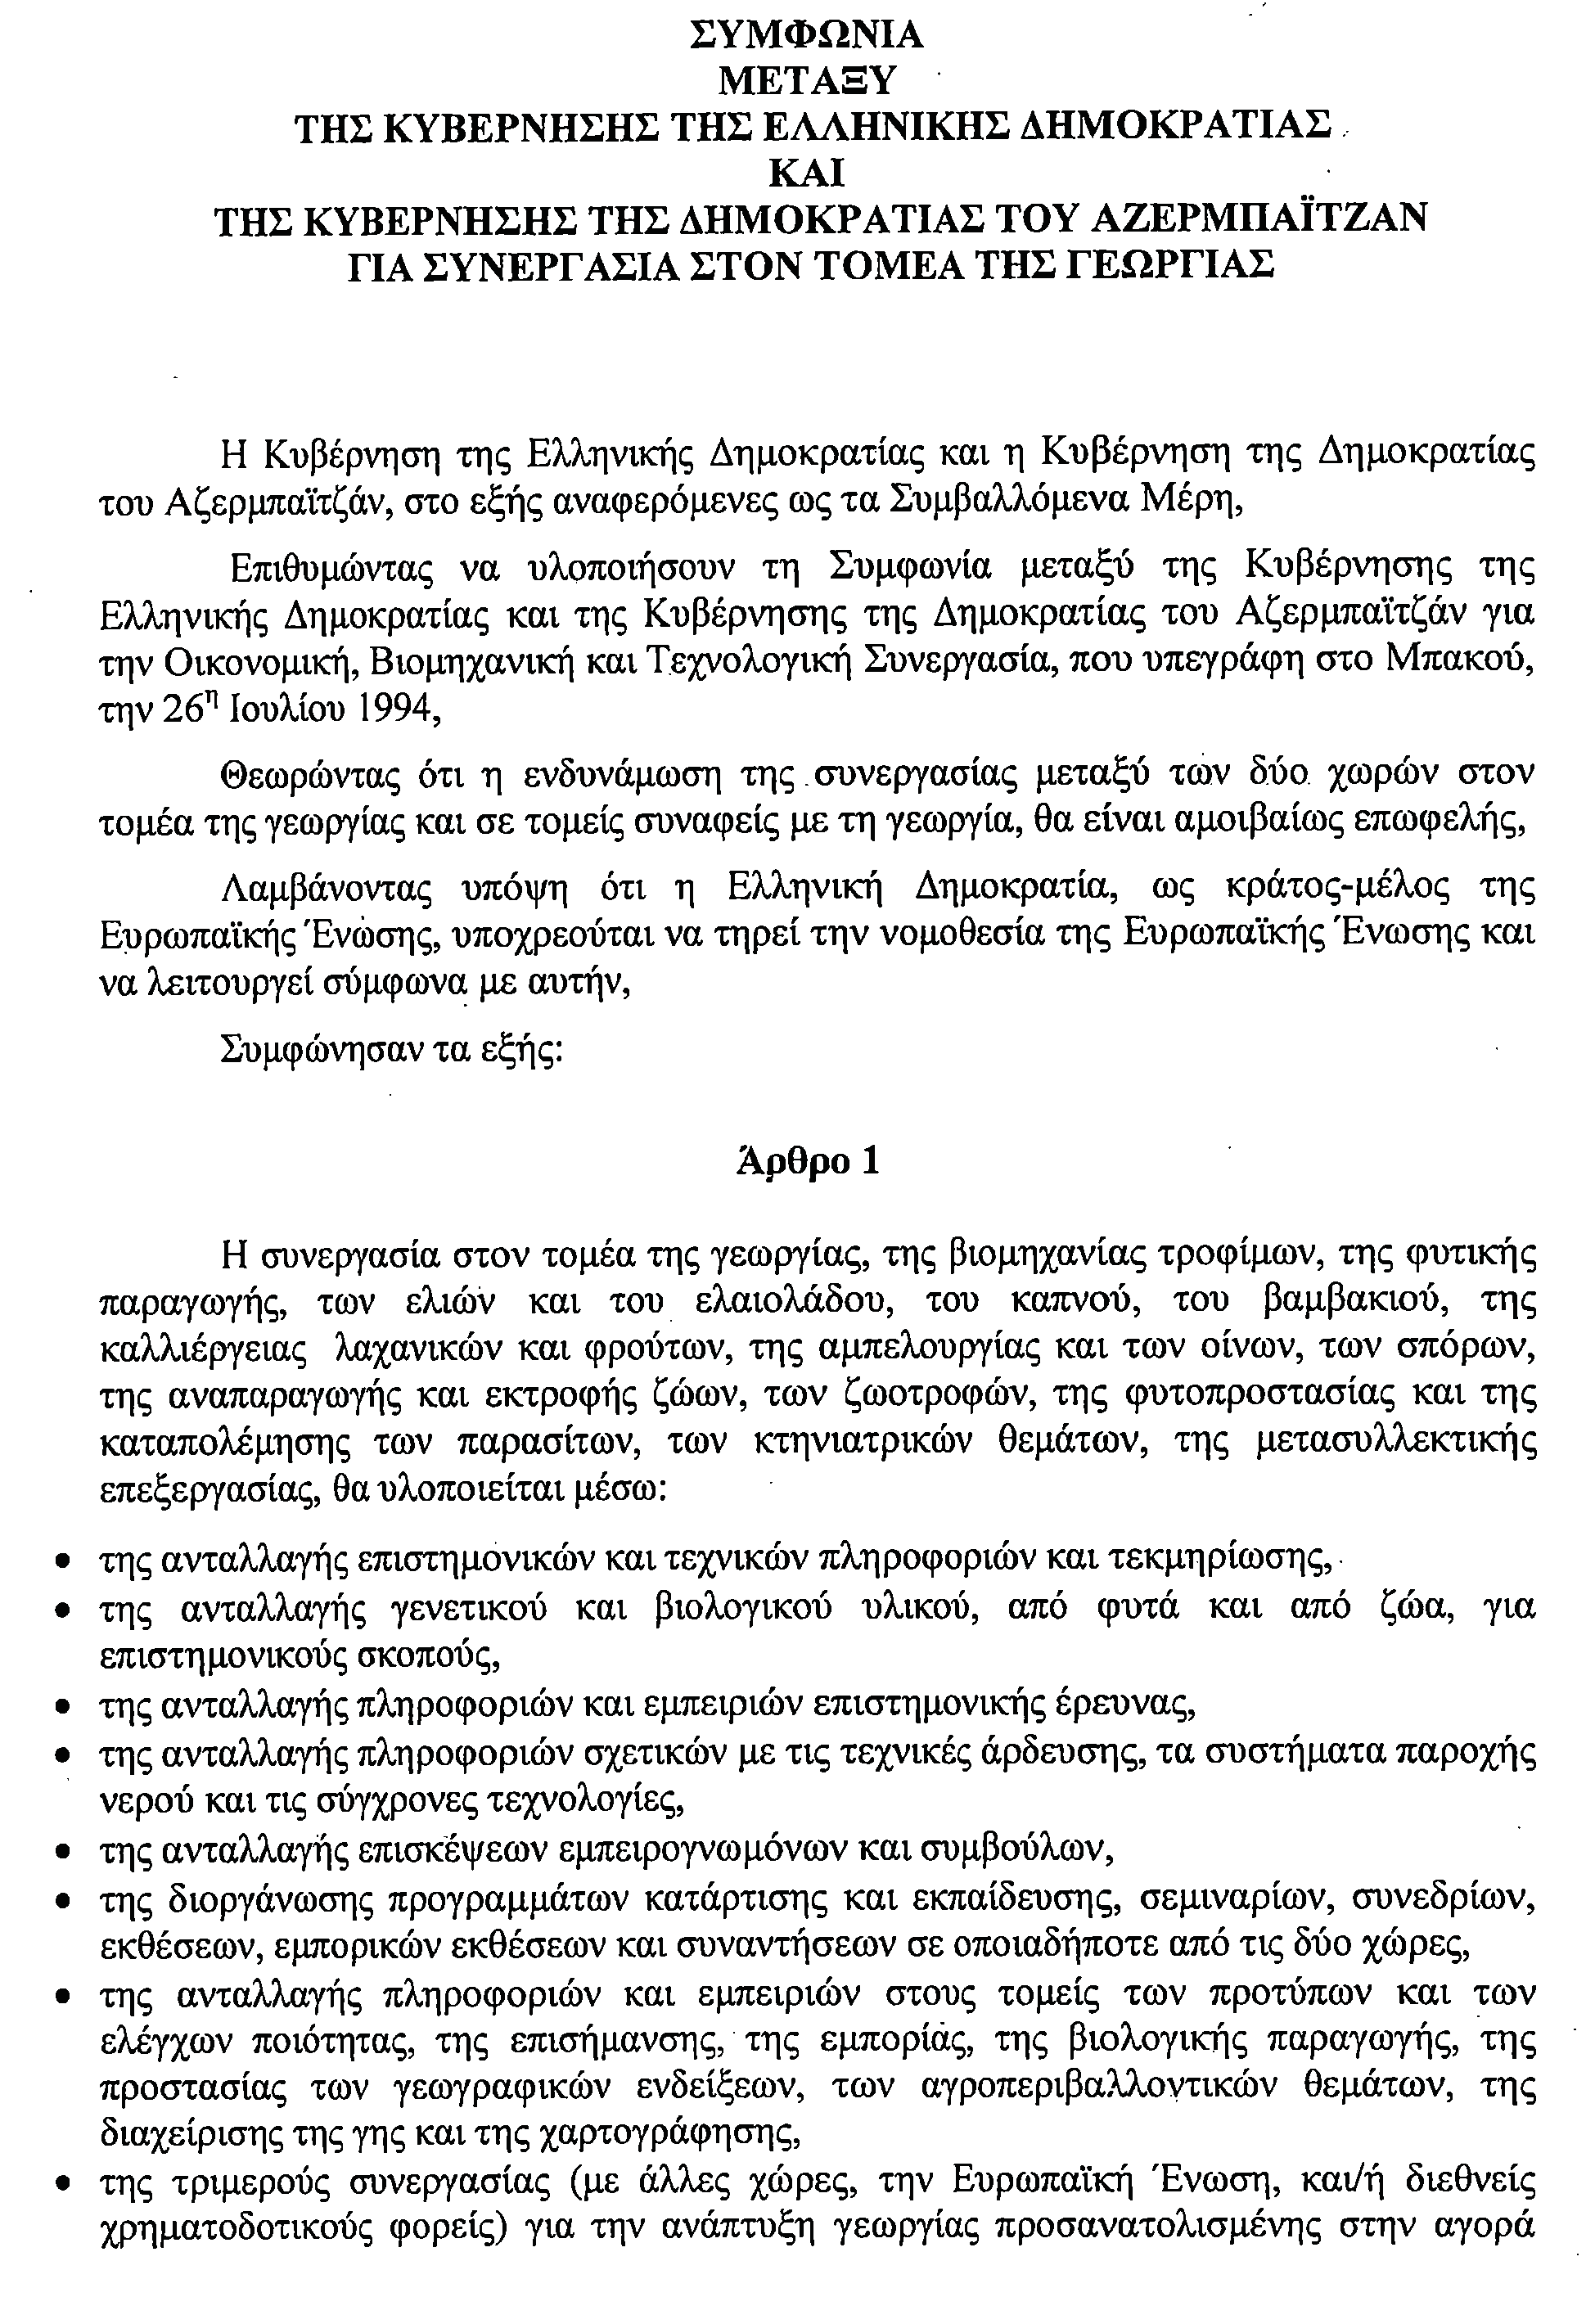 ΣΥΜΦΩΝΙΑ
ΜΕΤΑΞΥ
ΤΗΣ ΚΥΒΕΡΝΗΣΗΣ ΤΗΣ ΕΛΛΗΝΙΚΗΣ ΔΗΜΟΚΡΑΤΙΑΣ
ΚΑΙ
ΤΗΣ ΚΥΒΕΡΝΗΣΗΣ ΤΗΣ ΔΗΜΟΚΡΑΤΙΑΣ ΤΟΥ ΑΖΕΡΜΠΑΪΤΖΑΝ
ΓΙΑ ΣΥΝΕΡΓΑΣΙΑ ΣΤΟΝ ΤΟΜΕΑ ΤΗΣ ΓΕΩΡΓΙΑΣ
Η Κυβέρνηση της Ελληνικής Δημοκρατίας και η Κυβέρνηση της Δημοκρατίας
του Αζερμπαϊτζάν, στο εξής αναφερόμενες ως τα Συμβαλλόμενα Μέρη,
Επιθυμώντας να υλοποιήσουν τη Συμφωνία μεταξύ της Κυβέρνησης της
Ελληνικής Δημοκρατίας και της Κυβέρνησης της Δημοκρατίας του Αζερμπαϊτζάν για
την Οικονομική, Βιομηχανική και Τεχνολογική Συνεργασία, που υπεγράφη στο Μπακού,
την 26η Ιουλίου 1994,
Θεωρώντας ότι η ενδυνάμωση της συνεργασίας μεταξύ των δύο χωρών στον
τομέα της γεωργίας και σε τομείς συναφείς με τη γεωργία, θα είναι αμοιβαίως επωφελής,
Λαμβάνοντας υπόψη ότι η Ελληνική Δημοκρατία, ως κράτος-μέλος της
Ευρωπαϊκής Ένωσης, υποχρεούται να τηρεί την νομοθεσία της Ευρωπαϊκής Ένωσης και
να λειτουργεί σύμφωνα με αυτήν,
Συμφώνησαν τα εξής:
Άρθρο 1
Η συνεργασία στον τομέα της γεωργίας, της βιομηχανίας τροφίμων, της φυτικής
παραγωγής, των ελιών και του ελαιολάδου, του καπνού, του βαμβακιού, της
καλλιέργειας λαχανικών και φρούτων, της αμπελουργίας και των οίνων, των σπόρων,
της αναπαραγωγής και εκτροφής ζώων, των ζωοτροφών, της φυτοπροστασίας και της
καταπολέμησης των παρασίτων, των κτηνιατρικών θεμάτων, της μετασυλλεκτικής
επεξεργασίας, θα υλοποιείται μέσω:
• της ανταλλαγής επιστημονικών και τεχνικών πληροφοριών και τεκμηρίωσης,
• της ανταλλαγής γενετικού και βιολογικού υλικού, από φυτά και από ζώα, για
επιστημονικούς σκοπούς,
• της ανταλλαγής πληροφοριών και εμπειριών επιστημονικής έρευνας,
• της ανταλλαγής πληροφοριών σχετικών με τις τεχνικές άρδευσης, τα συστήματα παροχής
νερού και τις σύγχρονες τεχνολογίες,
• της ανταλλαγής επισκέψεων εμπειρογνωμόνων και συμβούλων,
• της διοργάνωσης προγραμμάτων κατάρτισης και εκπαίδευσης, σεμιναρίων, συνεδρίων,
εκθέσεων, εμπορικών εκθέσεων και συναντήσεων σε οποιαδήποτε από τις δύο χώρες,
• της ανταλλαγής πληροφοριών και εμπειριών στους τομείς των προτύπων και των
ελέγχων ποιότητας, της επισήμανσης, της εμπορίας, της βιολογικής παραγωγής, της
προστασίας των γεωγραφικών ενδείξεων, των αγροπεριβαλλοντικών θεμάτων, της
διαχείρισης της γης και της χαρτογράφησης,
• της τριμερούς συνεργασίας (με άλλες χώρες, την Ευρωπαϊκή Ένωση, και/ή διεθνείς
χρηματοδοτικούς φορείς) για την ανάπτυξη γεωργίας προσανατολισμένης στην αγορά